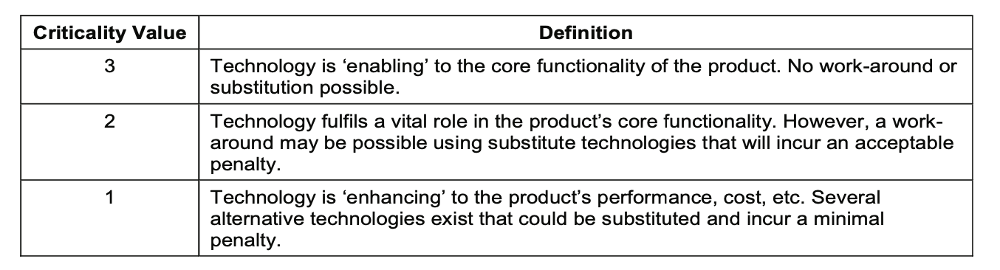 Criticality Value Definition
3 Technology is ‘enabling’ to the core functionality of the product. No work-around or
substitution possible.
2 Technology fulfils a vital role in the product’s core functionality. However, a work-
around may be possible using substitute technologies that will incur an acceptable
penalty.
1 Technology is ‘enhancing’ to the product’s performance, cost, etc. Several
alternative technologies exist that could be substituted and incur a minimal
penalty.